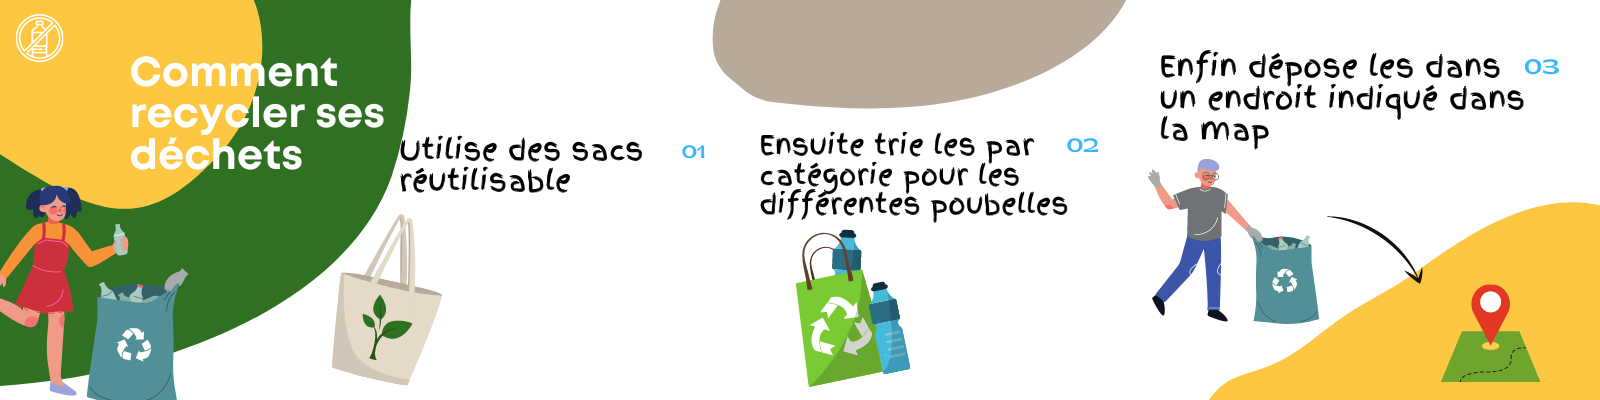 Comment
recycler ses
déchets
Utilise des sacs
réutilisable
01
Ensuite trie les par
catégorie pour les
différentes poubelles
02
Enfin dépose les dans
un endroit indiqué dans
la map
03